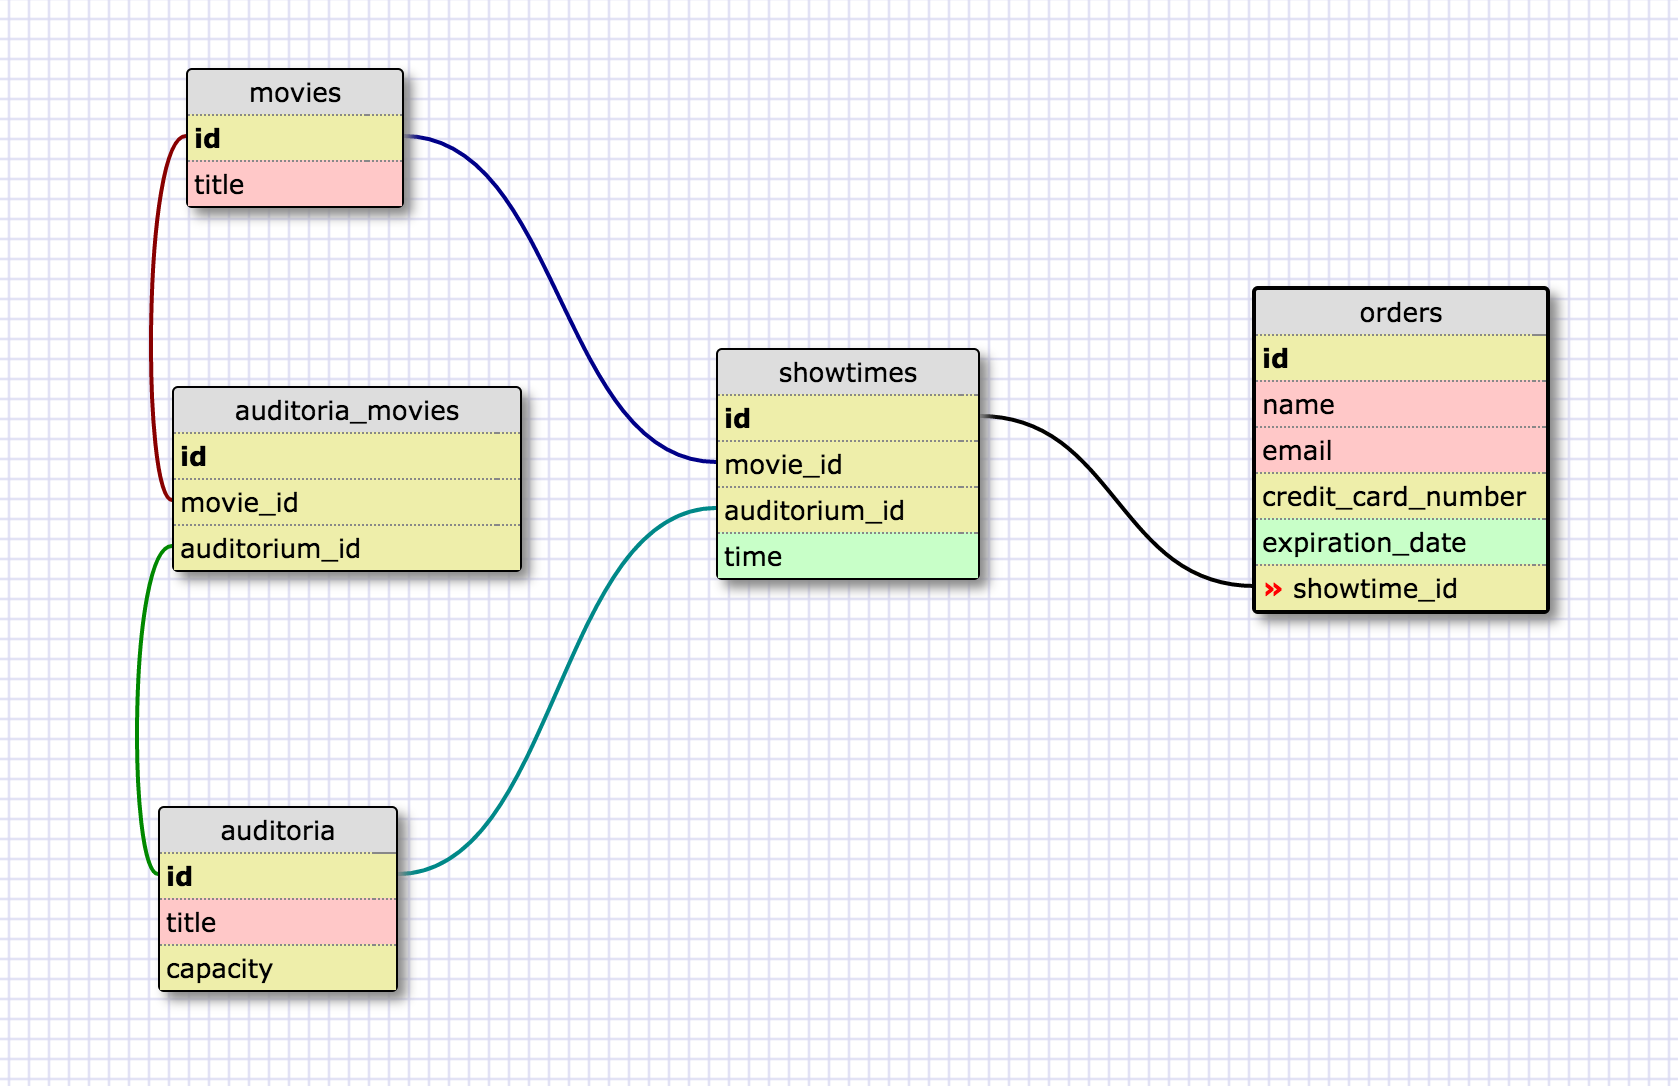 movies
id
title
auditoria_movies
id
movie_id
auditorium_id
auditoria
id
title
capacity
showtimes
id
movie_id
auditorium_id
time
orders
id
name
email
credit_card_number
expiration_date
» showtime_id